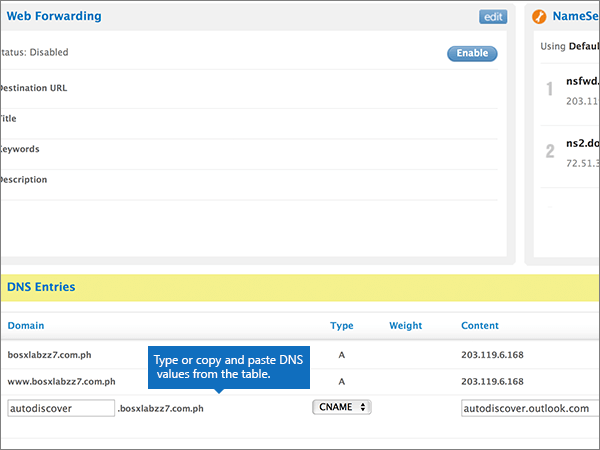 Web Forwarding
edit
NameSe
tatus: Disabled
Enable
Using Defaul
Destination URL
1
nsfwd.
203.119
Title
Keywords
2
ns2.do
72.51.3
Description
DNS Entries
Domain
Type
Weight
Content
bosxlabzz7.com.ph
A
203.119.6.168
Type or copy and paste DNS
values from the table.
www.bosxlabzz7.com.ph
A
203.119.6.168
autodiscover
.bosxlabzz7.com.ph
CNAME
autodiscover.outlook.com